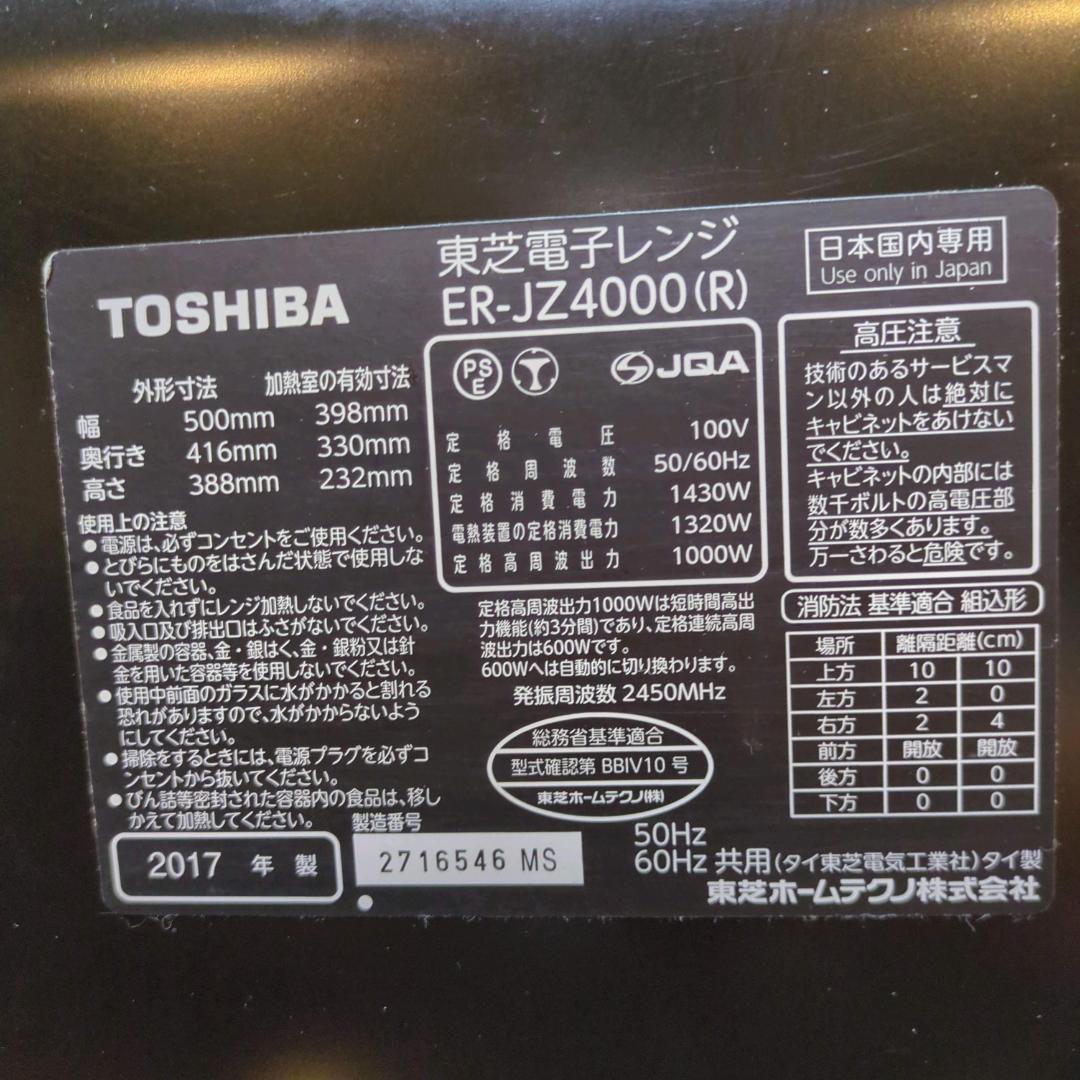 TOSHIBA
東芝電子レンジ
ER-JZ4000(R)
日本国内専用
Use only in Japan
外形寸法 加熱室の有効寸法
幅 500mm 398mm
奥行き 416mm 330mm
高さ 388mm 232mm
使用上の注意
●電源は、必ずコンセントをご使用ください。
●とびらにものをはさんだ状態で使用しな
いでください。
●食品を入れずにレンジ加熱しないでください。
●吸入口及び排出口はふさがないでください。
●金属製の容器、金・銀はく、金・銀粉又は針
金を用いた容器等を使用しないでください。
●使用中前面のガラスに水がかかると割れる
恐れがありますので、水がかからないよう
にしてください。
●掃除をするときには、電源プラグを必ずコ
ンセントから抜いてください。
●びん詰等密封された容器内の食品は、移し
かえて加熱してください。
2017 年 製
製造番号
2716546 MS
PS
E
JQA
定格電圧 100V
定格周波数 50/60Hz
定格消費電力 1430W
電熱装置の定格消費電力 1320W
定格高周波出力 1000W
定格高周波出力1000Wは短時間高出
力機能(約3分間)であり、定格連続高周
波出力は600Wです。
600Wへは自動的に切り換わります。
発振周波数 2450MHz
総務省基準適合
型式確認第 BBIV10 号
東芝ホームテクノ(株)
高圧注意
技術のあるサービスマ
ン以外の人は絶対に
キャビネットをあけない
でください。
キャビネットの内部には
数千ボルトの高電圧部
分が数多くあります。
万一さわると危険です。
消防法 基準適合 組込形
場所 離隔距離(Cm)
上方 10 10
左方 2 0
右方 2 4
前方 開放 開放
後方 0 0
下方 0 0
50Hz
60Hz 共用(タイ東芝電気工業社)タイ製
東芝ホームテクノ株式会社